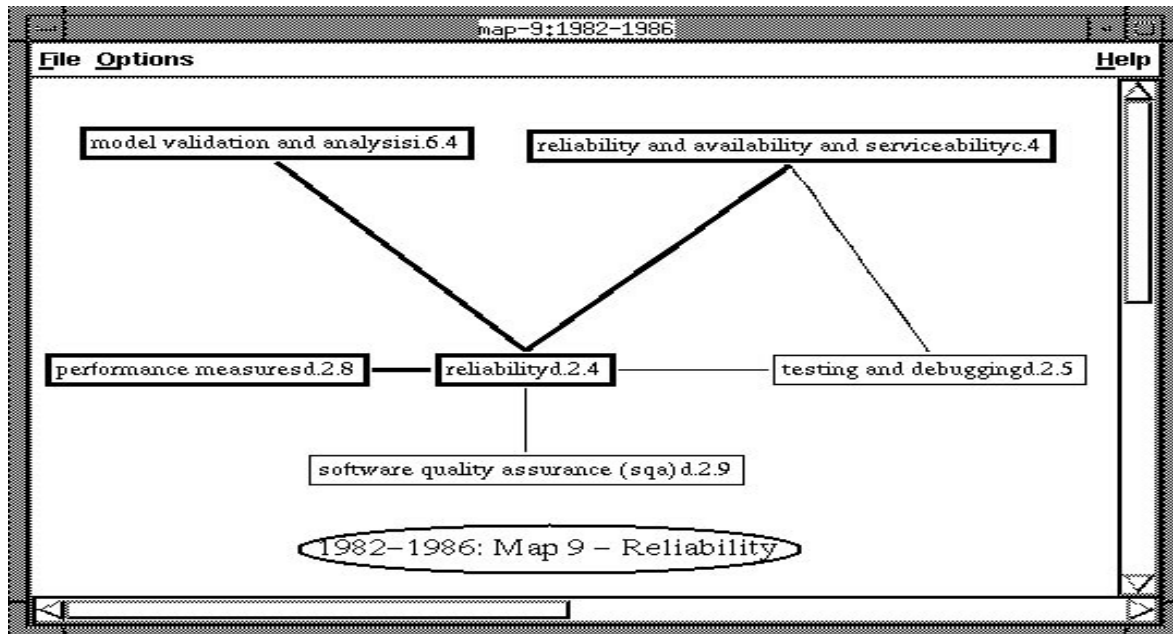 map-9:1982-1986
File Options Help
model validation and analysisi.6.4
reliability and availability and serviceabilityc.4
performance measuresd.2.8
reliabilityd.2.4
testing and debuggingd.2.5
software quality assurance (sqa) d.2.9
1982-1986: Map 9 - Reliability